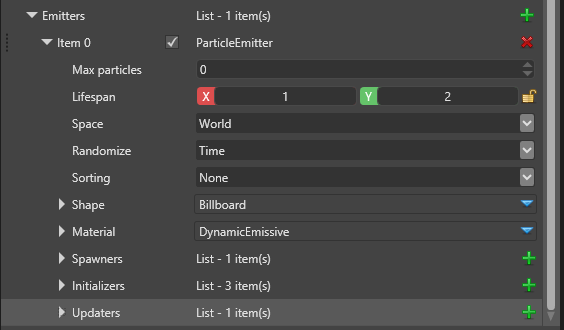 Emitters List - 1 item(s)
Item 0 ParticleEmitter
Max particles 0
Lifespan X 1 Y 2
Space World
Randomize Time
Sorting None
Shape Billboard
Material DynamicEmissive
Spawners List - 1 item(s)
Initializers List - 3 item(s)
Updaters List - 1 item(s)